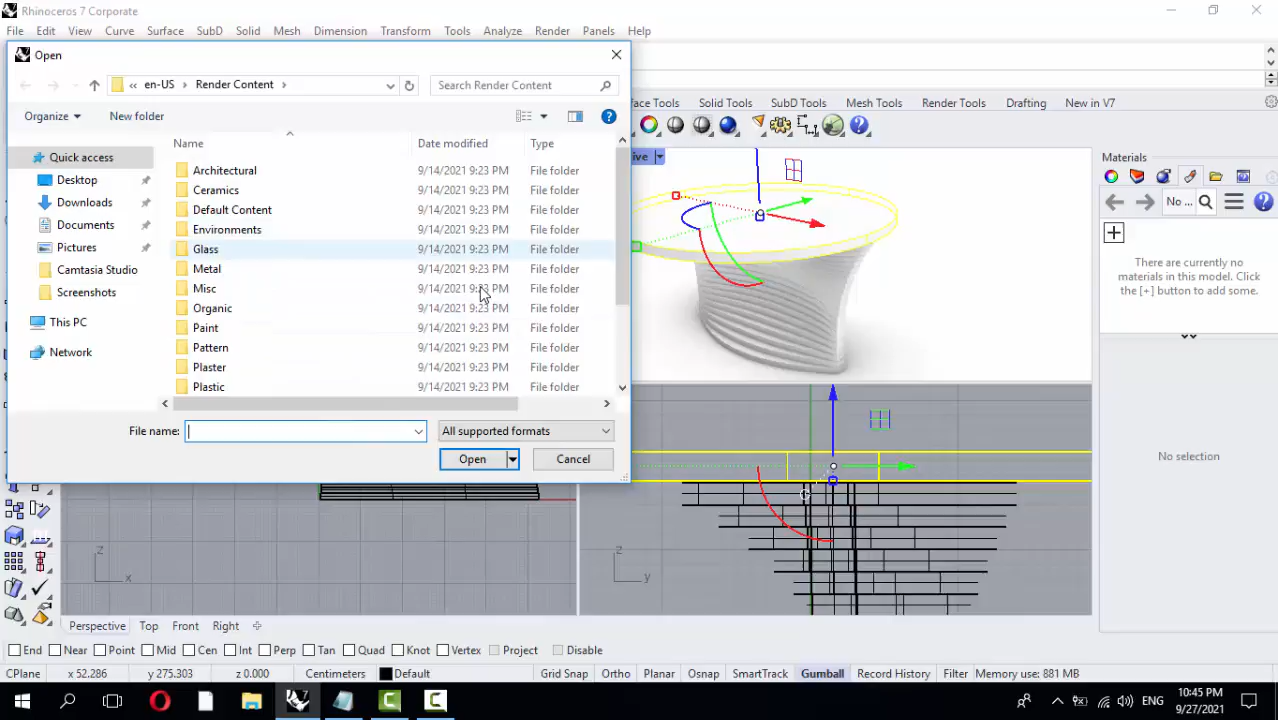 Rhinoceros 7 Corporate
File Edit View Curve Surface SubD Solid Mesh Dimension Transform Tools Analyze Render Panels Help
Open
en-US Render Content Search Render Content
Organize New folder
face Tools Solid Tools SubD Tools Mesh Tools Render Tools Drafting New in V7
Name Date modified Type
Quick access
Desktop
Downloads
Documents
Pictures
Camtasia Studio
Screenshots
This PC
Network
Architectural 9/14/2021 9:23 PM File folder
Ceramics 9/14/2021 9:23 PM File folder
Default Content 9/14/2021 9:23 PM File folder
Environments 9/14/2021 9:23 PM File folder
Glass 9/14/2021 9:23 PM File folder
Metal 9/14/2021 9:23 PM File folder
Misc 9/14/2021 9:23 PM File folder
Organic 9/14/2021 9:23 PM File folder
Paint 9/14/2021 9:23 PM File folder
Pattern 9/14/2021 9:23 PM File folder
Plaster 9/14/2021 9:23 PM File folder
Plastic 9/14/2021 9:23 PM File folder
File name: All supported formats
Open Cancel
ive
Materials
No ...
There are currently no
materials in this model. Click
the [+] button to add some.
No selection
z
x
z
y
Perspective Top Front Right
End Near Point Mid Cen Int Perp Tan Quad Knot Vertex Project Disable
CPlane x 52.286 y 275.303 z 0.000 Centimeters Default Grid Snap Ortho Planar Osnap SmartTrack Gumball Record History Filter Memory use: 881 MB
ENG
10:45 PM
9/27/2021